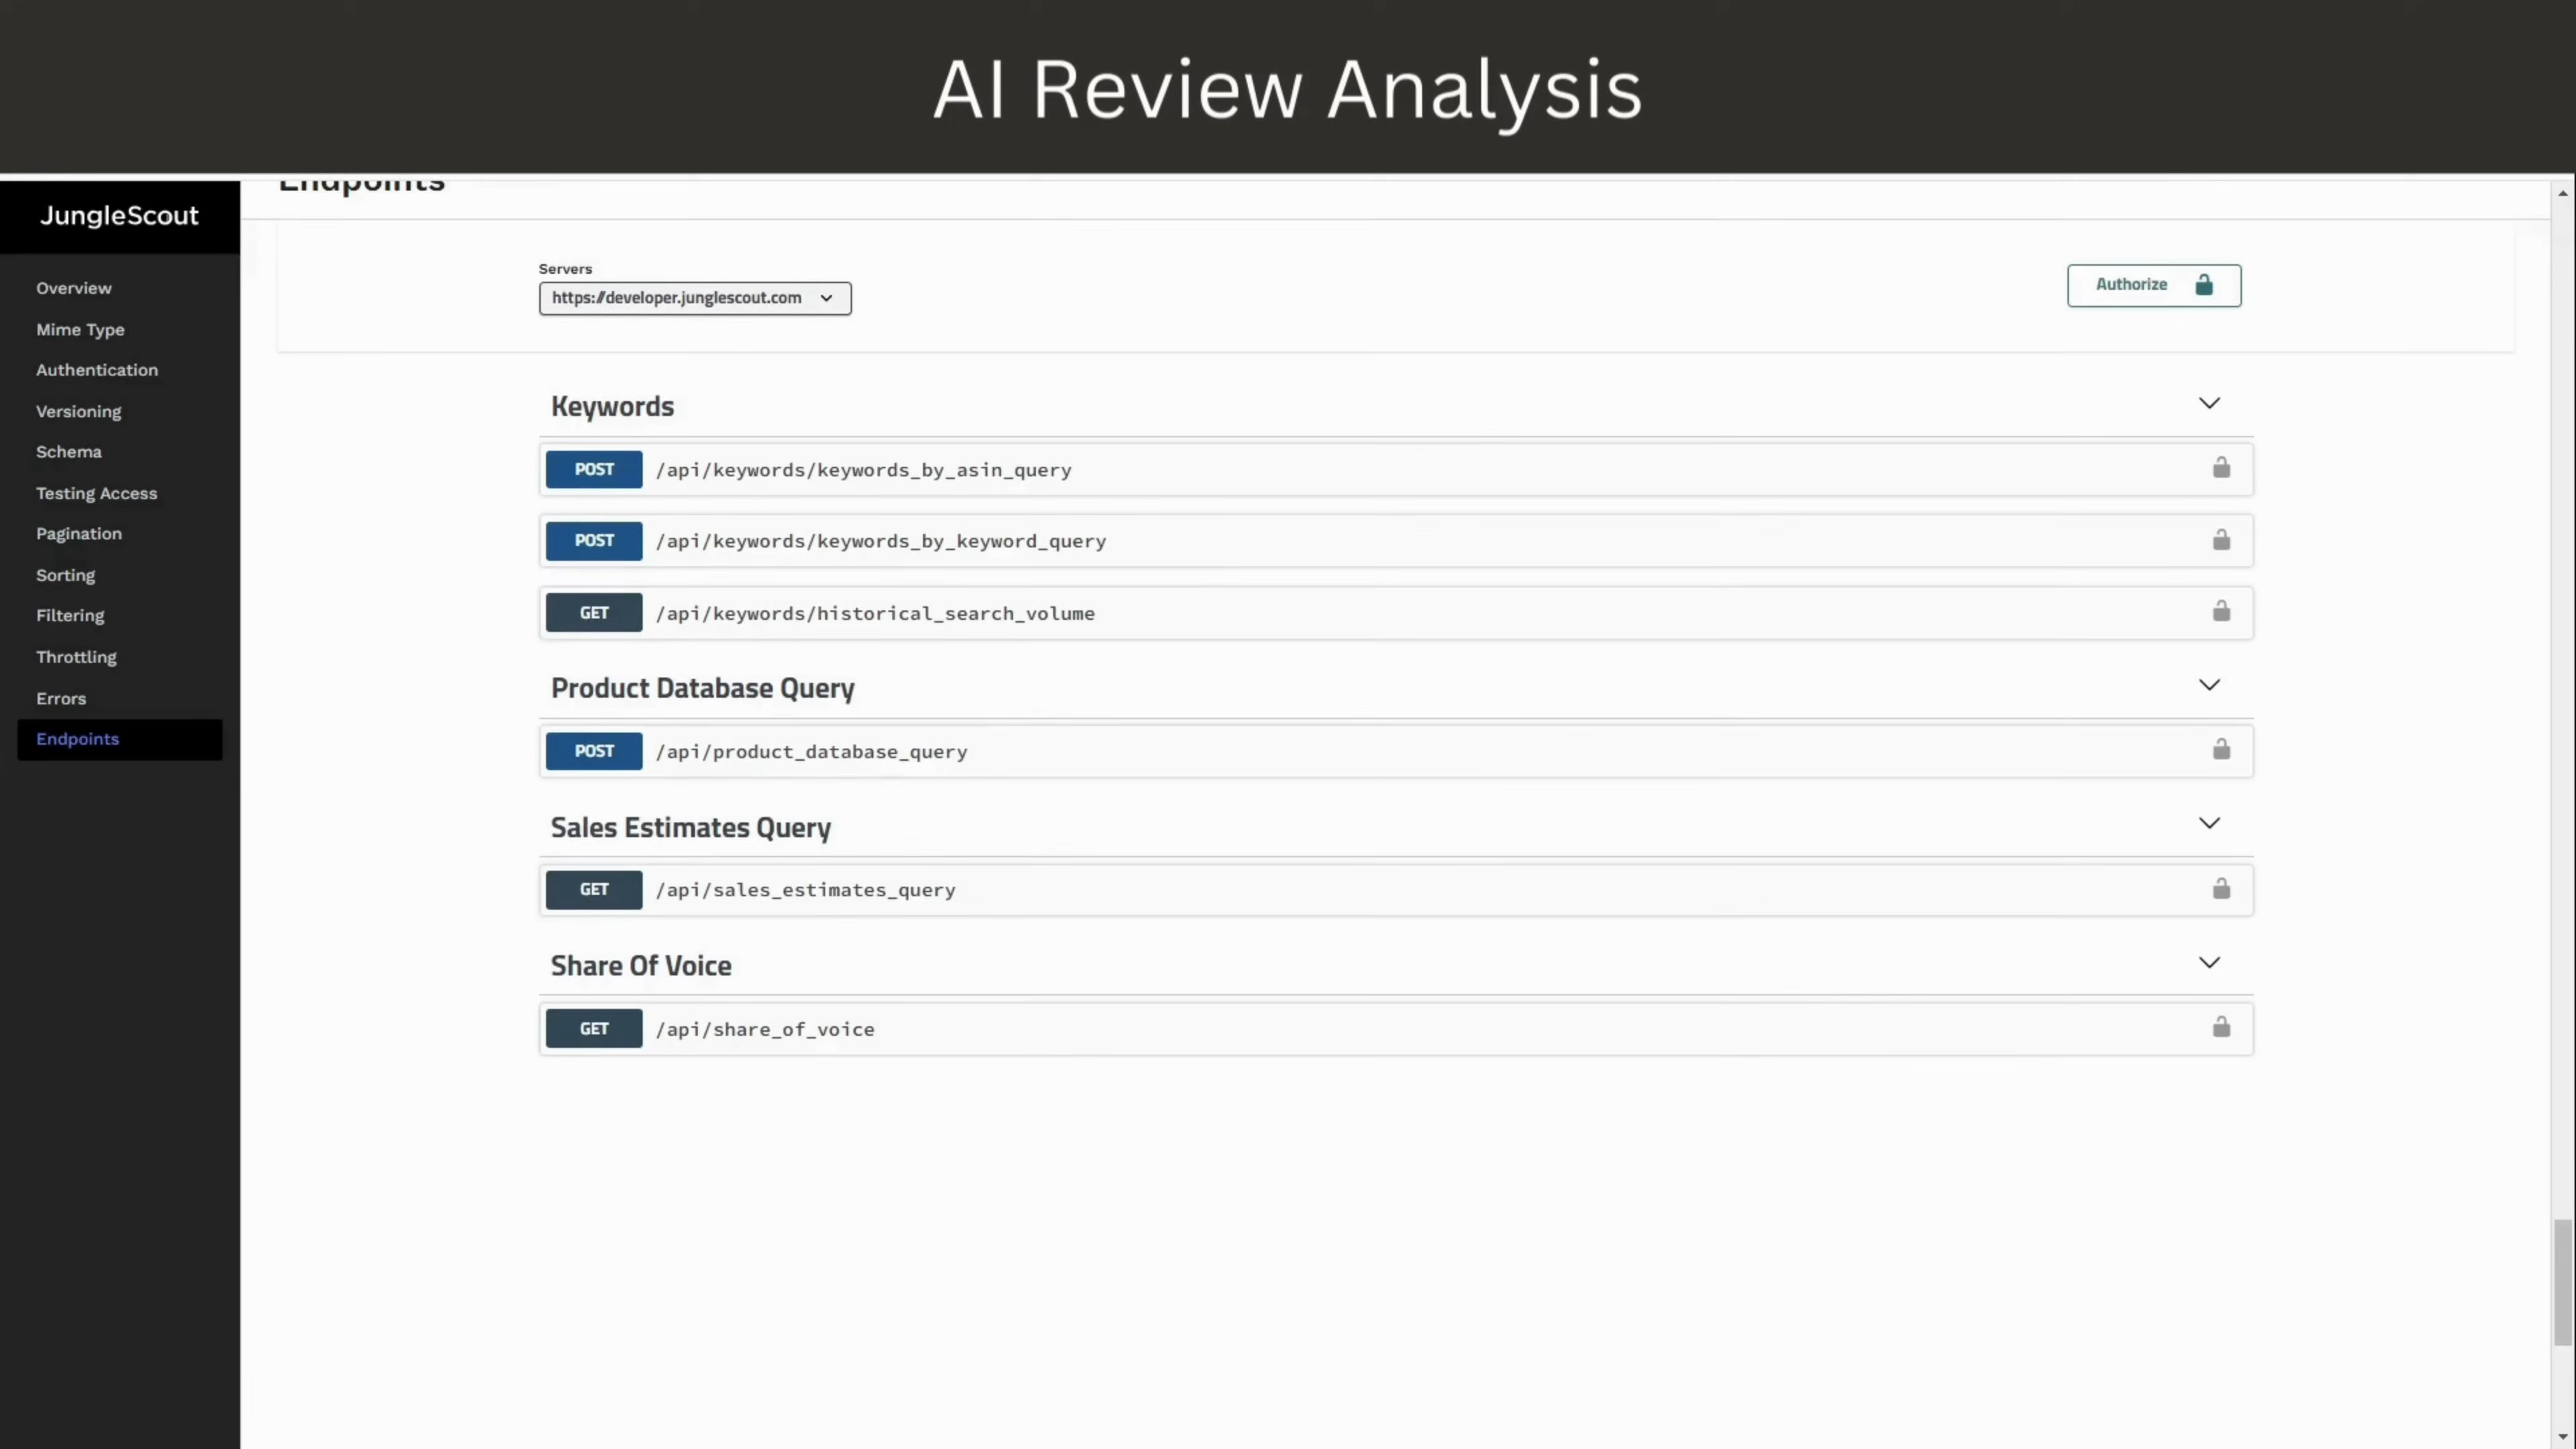 AI Review Analysis
Endpoints
JungleScout
Overview
Mime Type
Authentication
Versioning
Schema
Testing Access
Pagination
Sorting
Filtering
Throttling
Errors
Endpoints
Servers
https://developer.junglescout.com
Authorize
Keywords
POST /api/keywords/keywords_by_asin_query
POST /api/keywords/keywords_by_keyword_query
GET /api/keywords/historical_search_volume
Product Database Query
POST /api/product_database_query
Sales Estimates Query
GET /api/sales_estimates_query
Share Of Voice
GET /api/share_of_voice